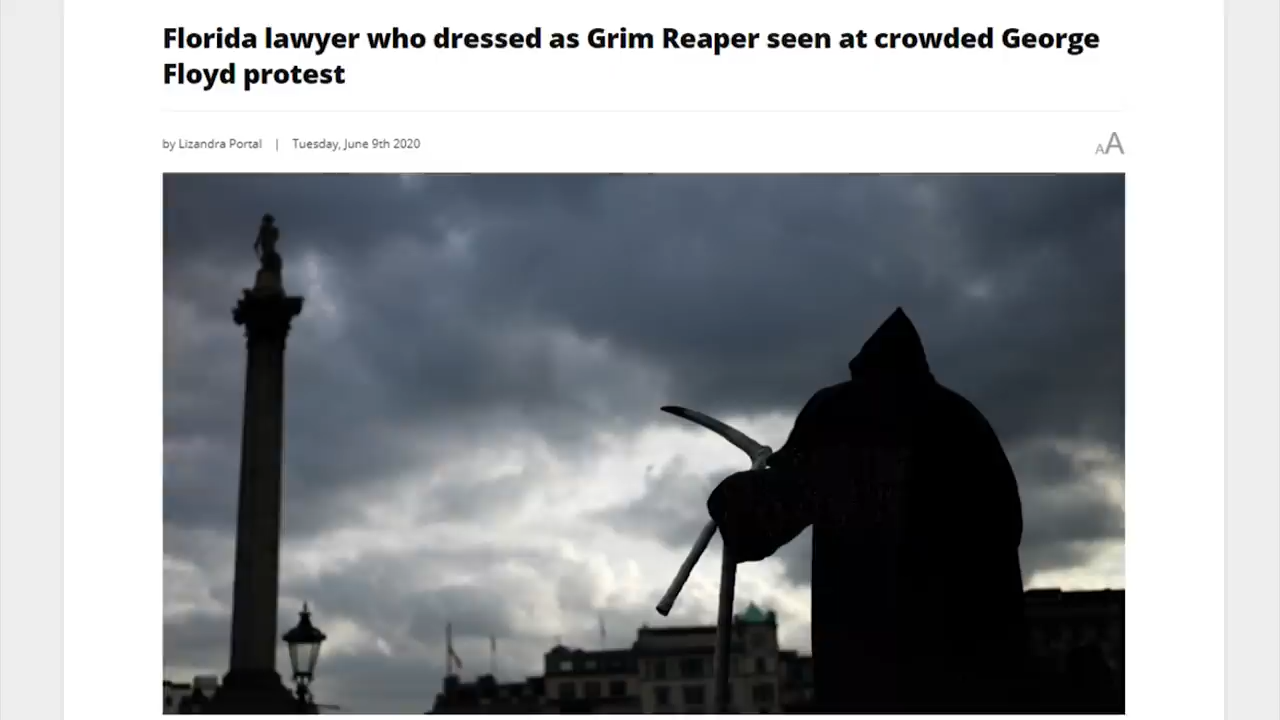 Florida lawyer who dressed as Grim Reaper seen at crowded George
Floyd protest
by Lizandra Portal | Tuesday, June 9th 2020
AA